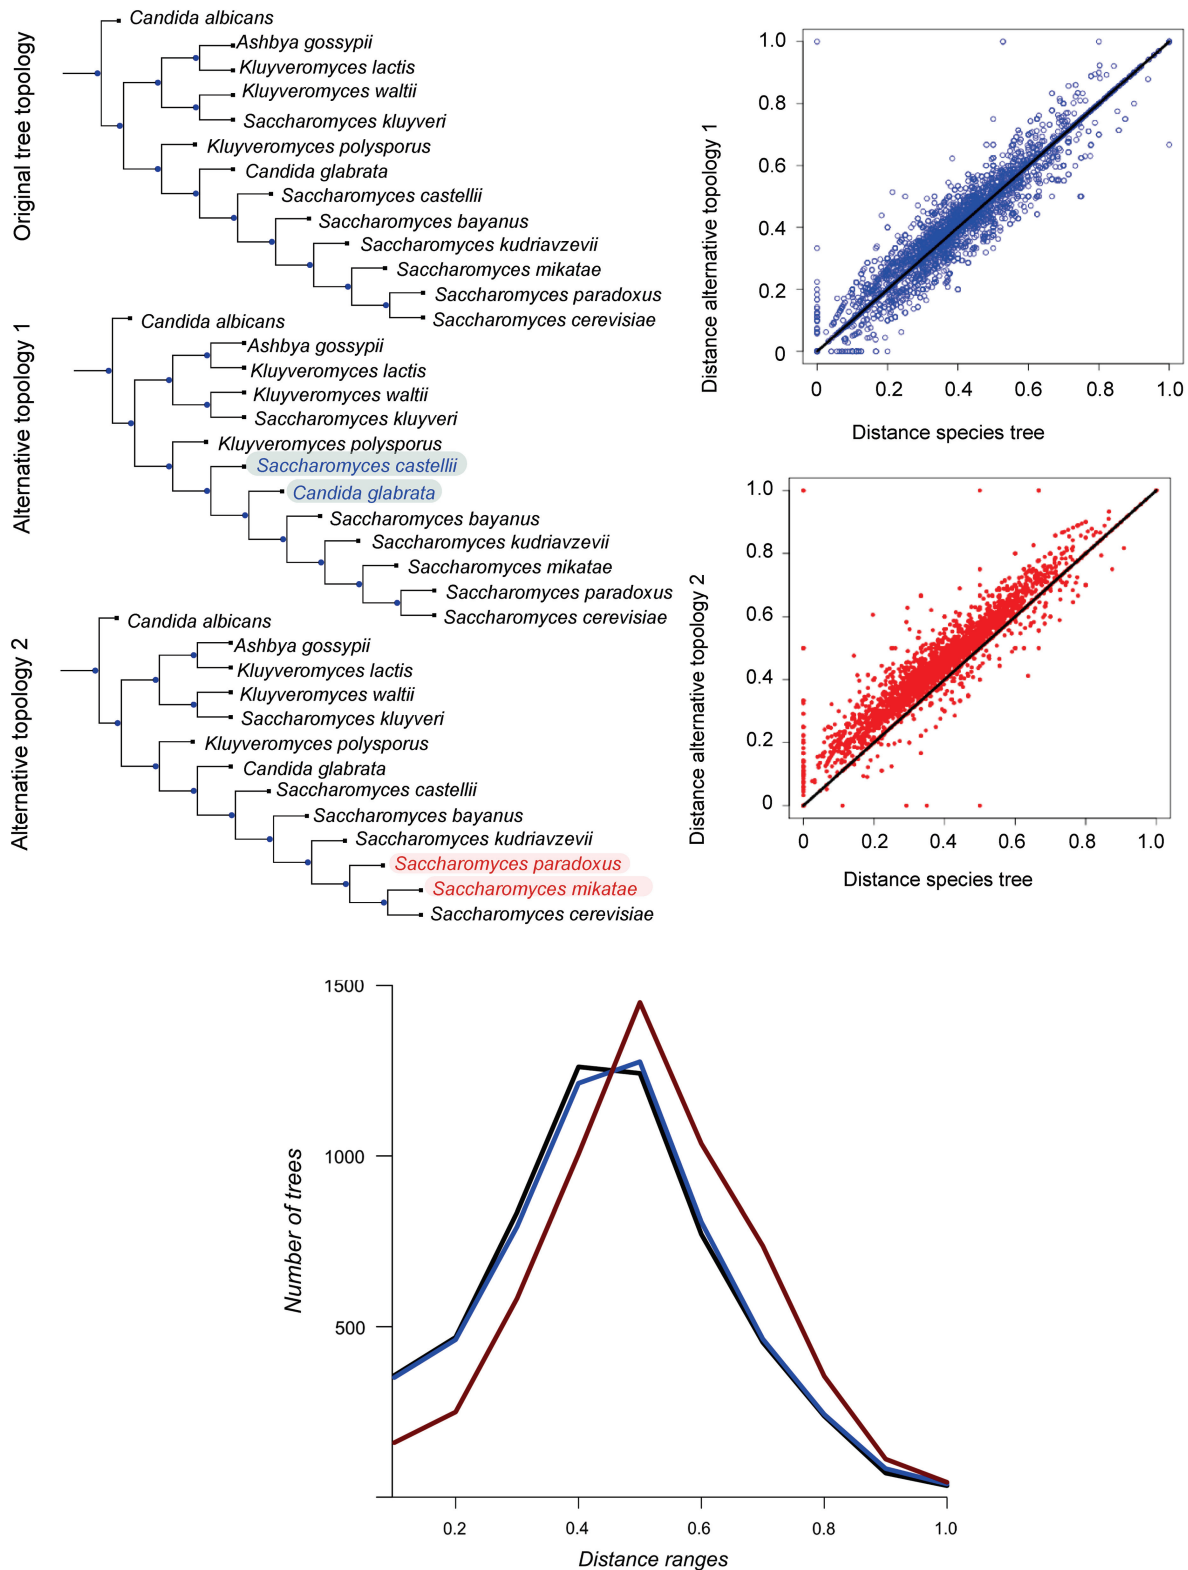 Original tree topology
Candida albicans
Ashbya gossypii
Kluyveromyces lactis
Kluyveromyces waltii
Saccharomyces kluyveri
Kluyveromyces polysporus
Candida glabrata
Saccharomyces castellii
Saccharomyces bayanus
Saccharomyces kudriavzevii
Saccharomyces mikatae
Saccharomyces paradoxus
Saccharomyces cerevisiae
Alternative topology 1
Candida albicans
Ashbya gossypii
Kluyveromyces lactis
Kluyveromyces waltii
Saccharomyces kluyveri
Kluyveromyces polysporus
Saccharomyces castellii
Candida glabrata
Saccharomyces bayanus
Saccharomyces kudriavzevii
Saccharomyces mikatae
Saccharomyces paradoxus
Saccharomyces cerevisiae
Alternative topology 2
Candida albicans
Ashbya gossypii
Kluyveromyces lactis
Kluyveromyces waltii
Saccharomyces kluyveri
Kluyveromyces polysporus
Candida glabrata
Saccharomyces castellii
Saccharomyces bayanus
Saccharomyces kudriavzevii
Saccharomyces paradoxus
Saccharomyces mikatae
Saccharomyces cerevisiae
Distance alternative topology 1
1.0
0.8
0.6
0.4
0.2
0
0 0.2 0.4 0.6 0.8 1.0
Distance species tree
Distance alternative topology 2
1.0
0.8
0.6
0.4
0.2
0
0 0.2 0.4 0.6 0.8 1.0
Distance species tree
Number of trees
1500
1000
500
0.2 0.4 0.6 0.8 1.0
Distance ranges